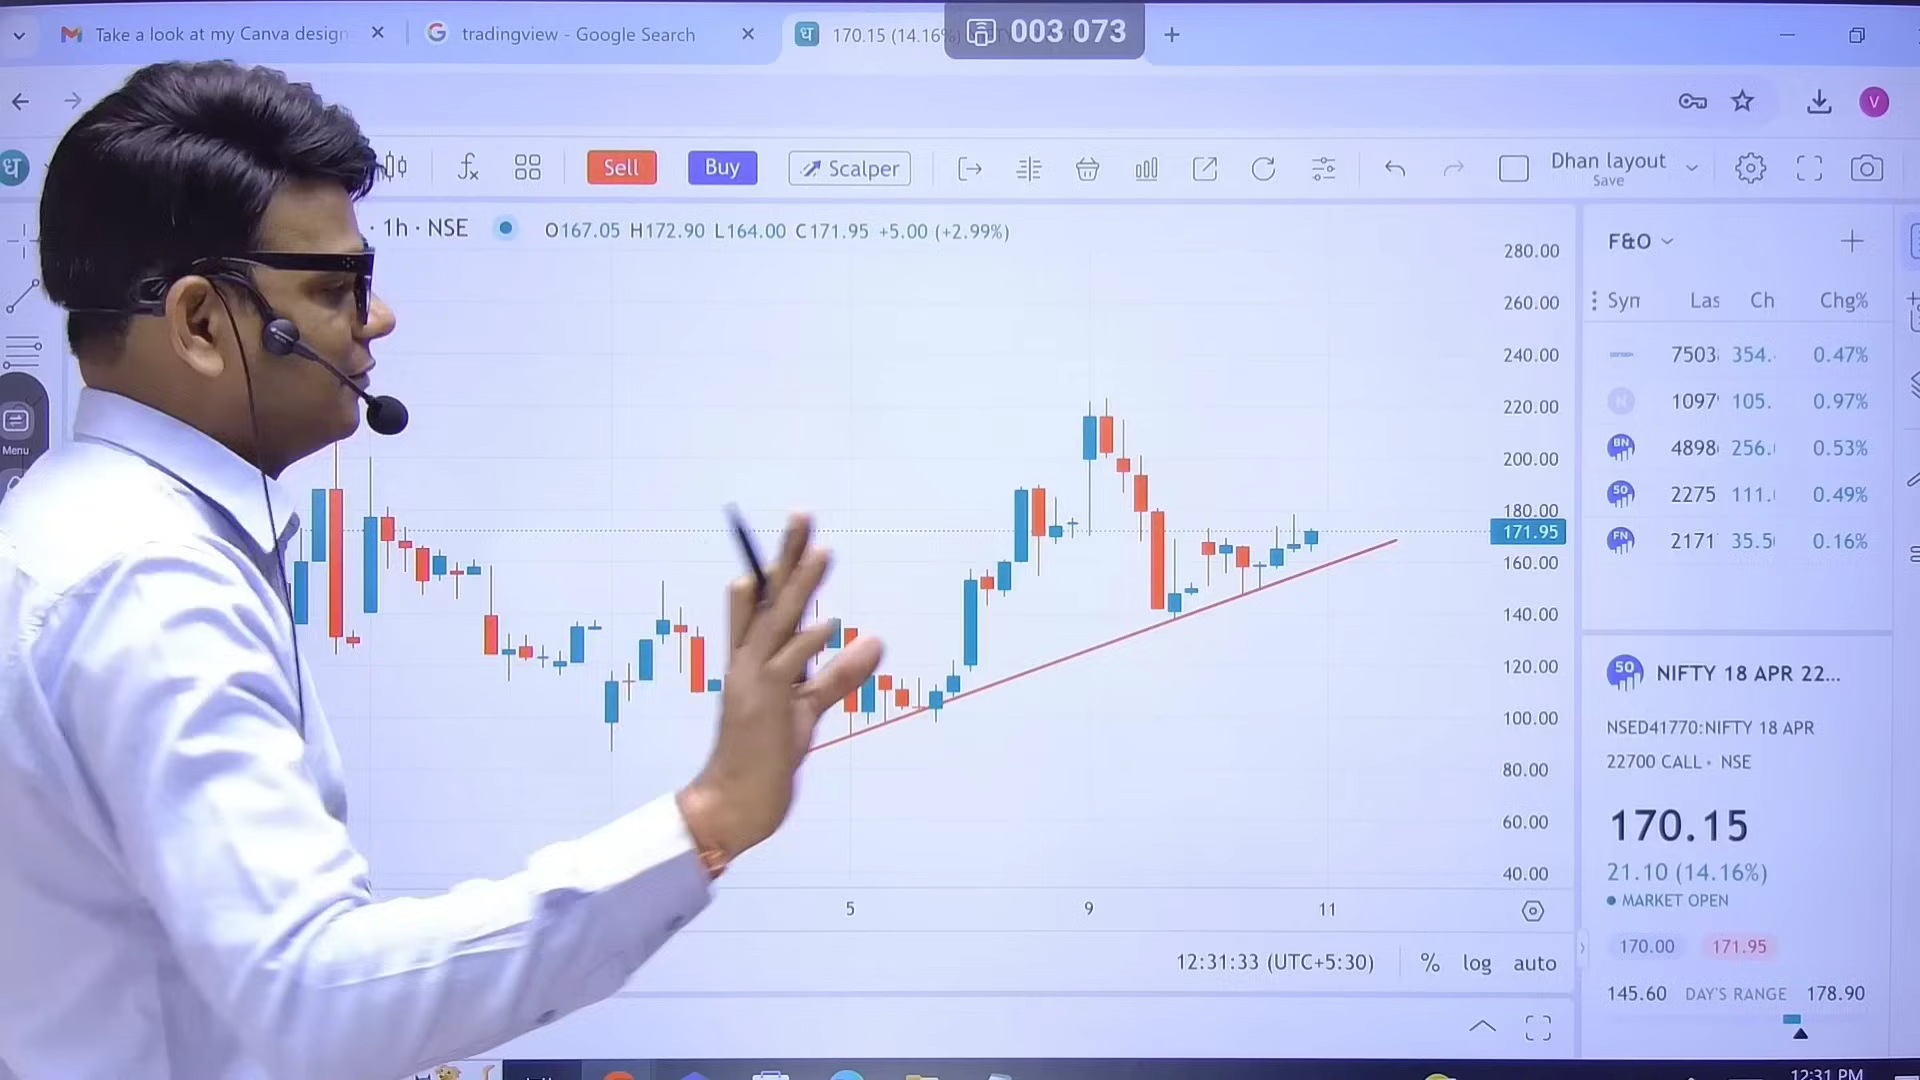 Take a look at my Canva design
tradingview - Google Search
170.15 (14.16%
003 073
V
ध
ध
Sell
Buy
Scalper
Dhan layout
Save
· 1h · NSE
O167.05 H172.90 L164.00 C171.95 +5.00 (+2.99%)
Menu
280.00
260.00
240.00
220.00
200.00
180.00
171.95
160.00
140.00
120.00
100.00
80.00
60.00
40.00
5
9
11
12:31:33 (UTC+5:30)
%
log
auto
F&O
Las
Ch
Chg%
7503 354. 0.47%
1097 105. 0.97%
BN 4898 256. 0.53%
50 2275 111. 0.49%
FN 2171 35.5 0.16%
50 NIFTY 18 APR 22...
NSED41770:NIFTY 18 APR
22700 CALL · NSE
170.15
21.10 (14.16%)
MARKET OPEN
170.00 171.95
145.60 DAY'S RANGE 178.90
12:31 PM